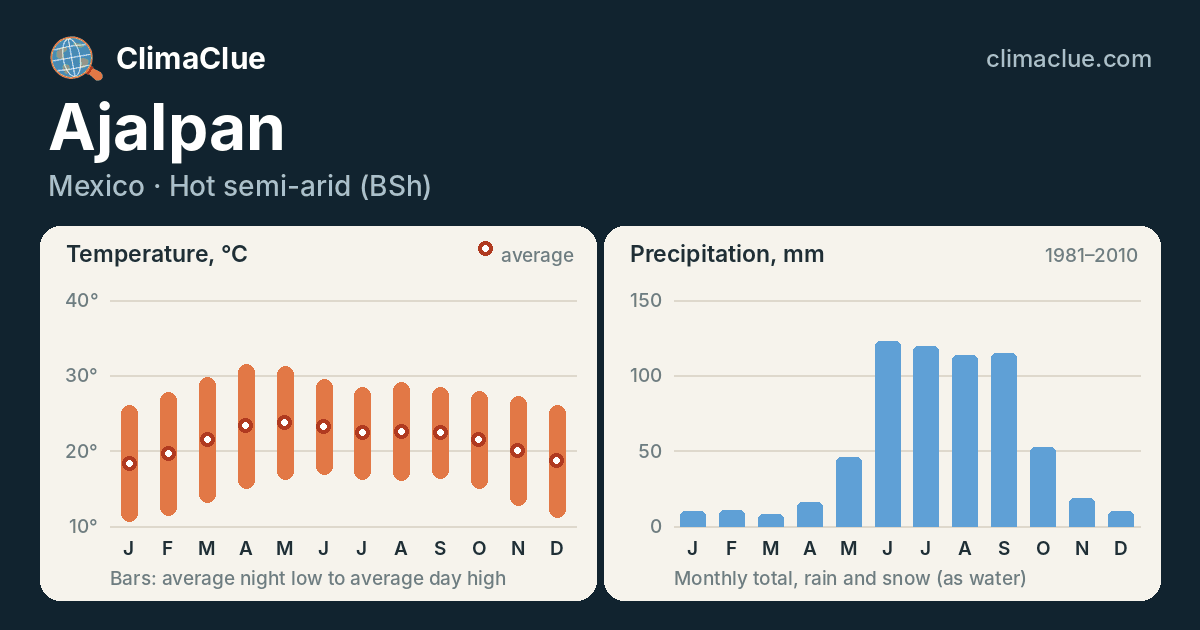 ClimaClue
climaclue.com
Ajalpan
Mexico · Hot semi-arid (BSh)
Temperature, °C
average
40°
30°
20°
10°
J F M A M J J A S O N D
Bars: average night low to average day high
Precipitation, mm
1981–2010
150
100
50
0
J F M A M J J A S O N D
Monthly total, rain and snow (as water)